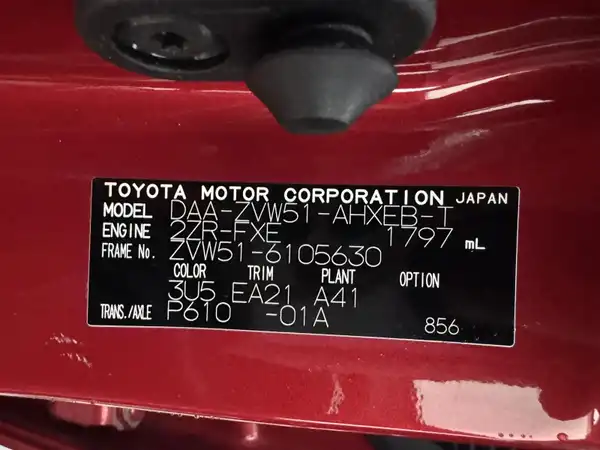 TOYOTA MOTOR CORPORATION JAPAN
MODEL DAA-ZVW51-AHXEB-T
ENGINE 2ZR-FXE 1797 mL
FRAME No. ZVW51-6105630
COLOR TRIM PLANT OPTION
3U5 EA21 A41
TRANS./AXLE P610 -01A
856